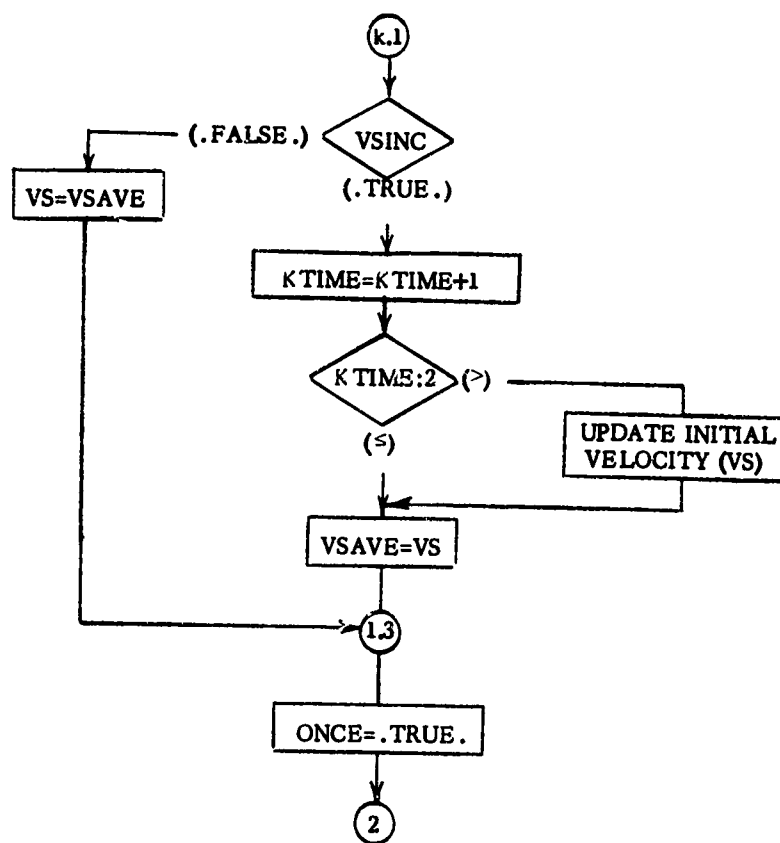 k.1
(.FALSE.)
VSINC
(.TRUE.)
VS=VSAVE
KTIME=KTIME+1
KTIME:2
(>)
(≤)
UPDATE INITIAL
VELOCITY (VS)
VSAVE=VS
1.3
ONCE=.TRUE.
2